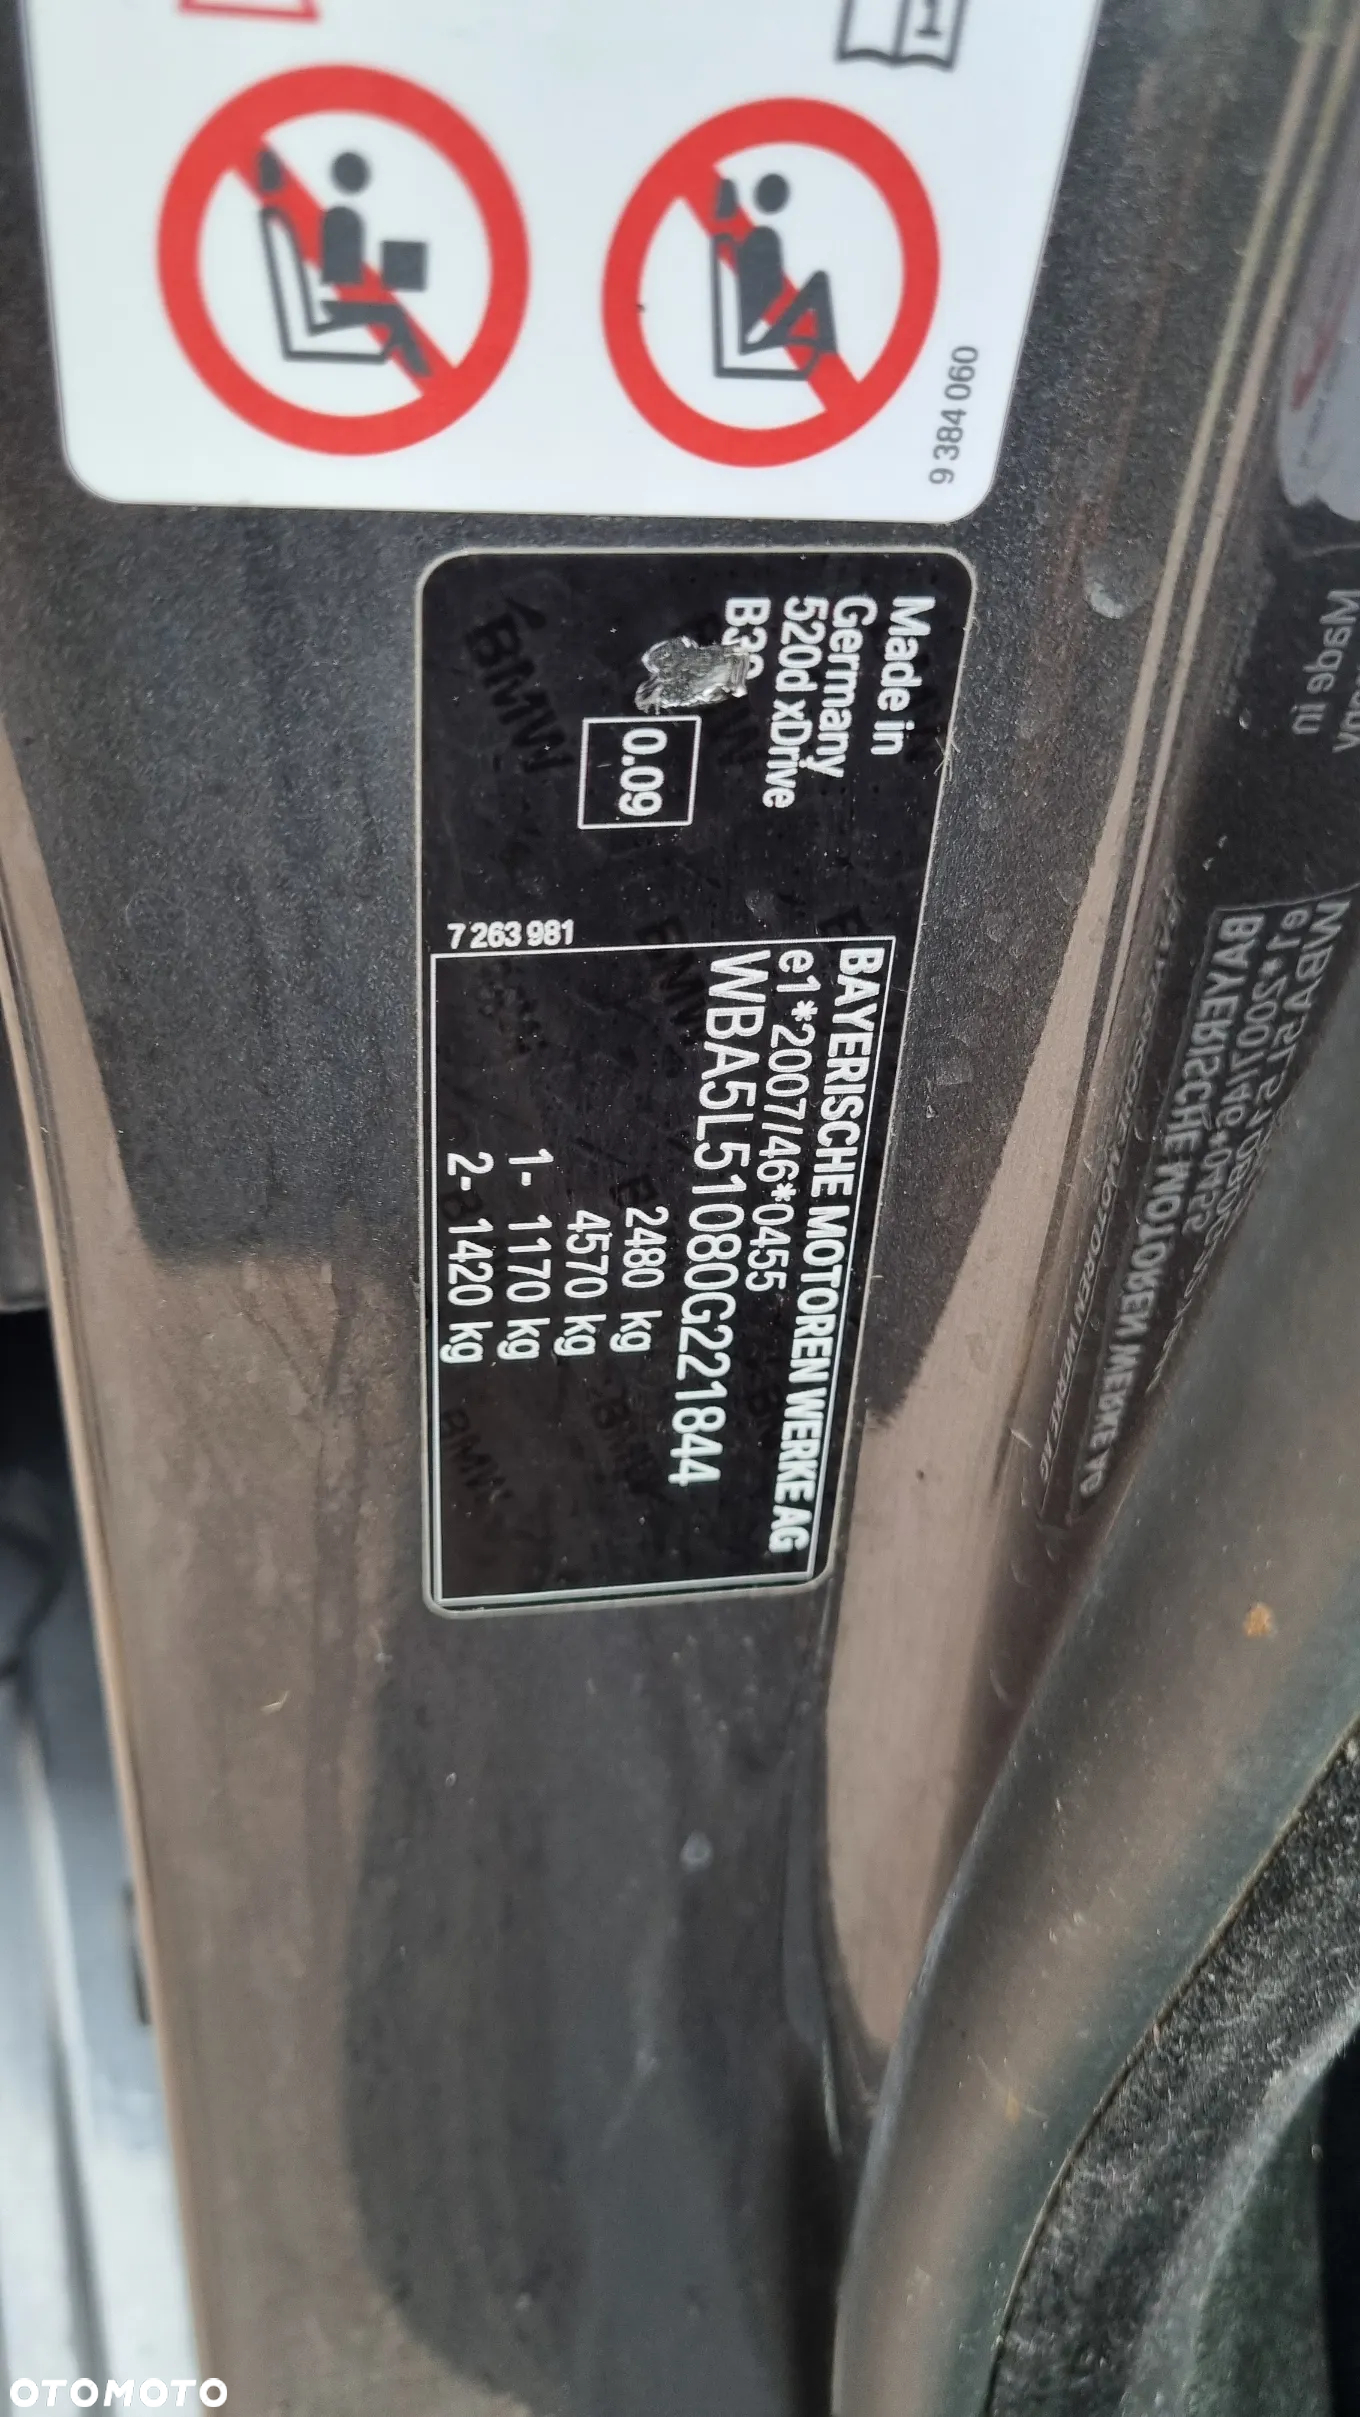 9 384 060
Made in
Germany
520d xDrive
0.09
7 263 981
BAYERISCHE MOTOREN WERKE AG
e1*2007/46*0455
WBA5L51080G221844
2480 kg
4570 kg
1- 1170 kg
2- 1420 kg
OTOMOTO